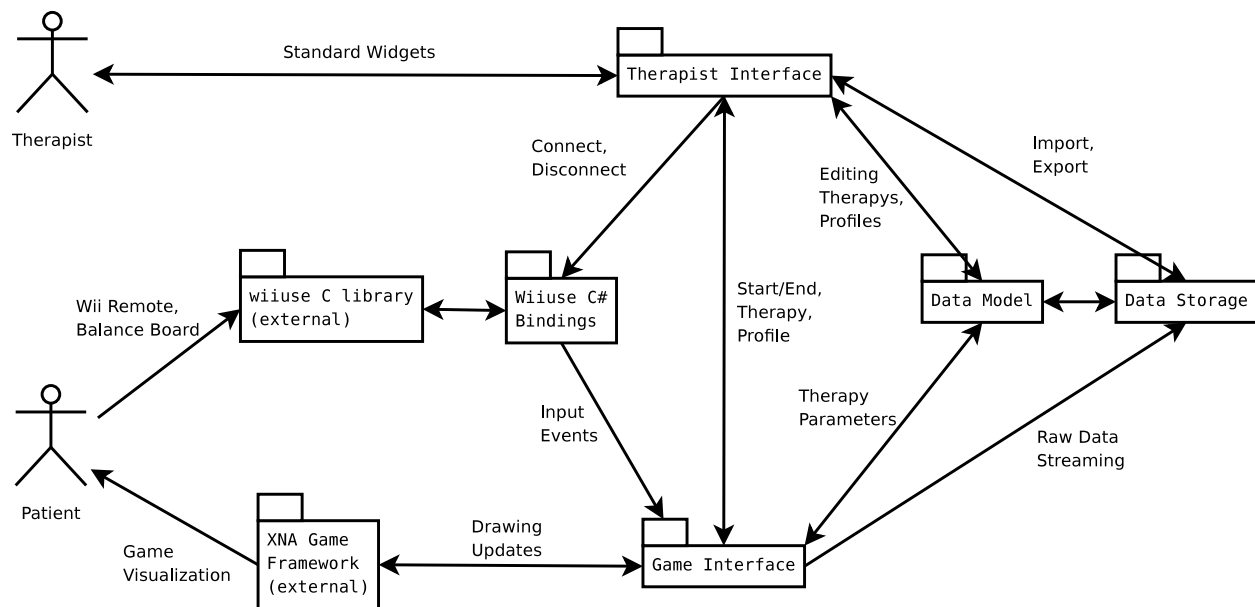 Standard Widgets
Therapist Interface
Therapist
Connect,
Disconnect
Import,
Export
Editing
Therapys,
Profiles
Wii Remote,
Balance Board
wiiuse C library
(external)
Wiiuse C#
Bindings
Start/End,
Therapy,
Profile
Data Model
Data Storage
Input
Events
Therapy
Parameters
Raw Data
Streaming
Patient
Game
Visualization
XNA Game
Framework
(external)
Drawing
Updates
Game Interface